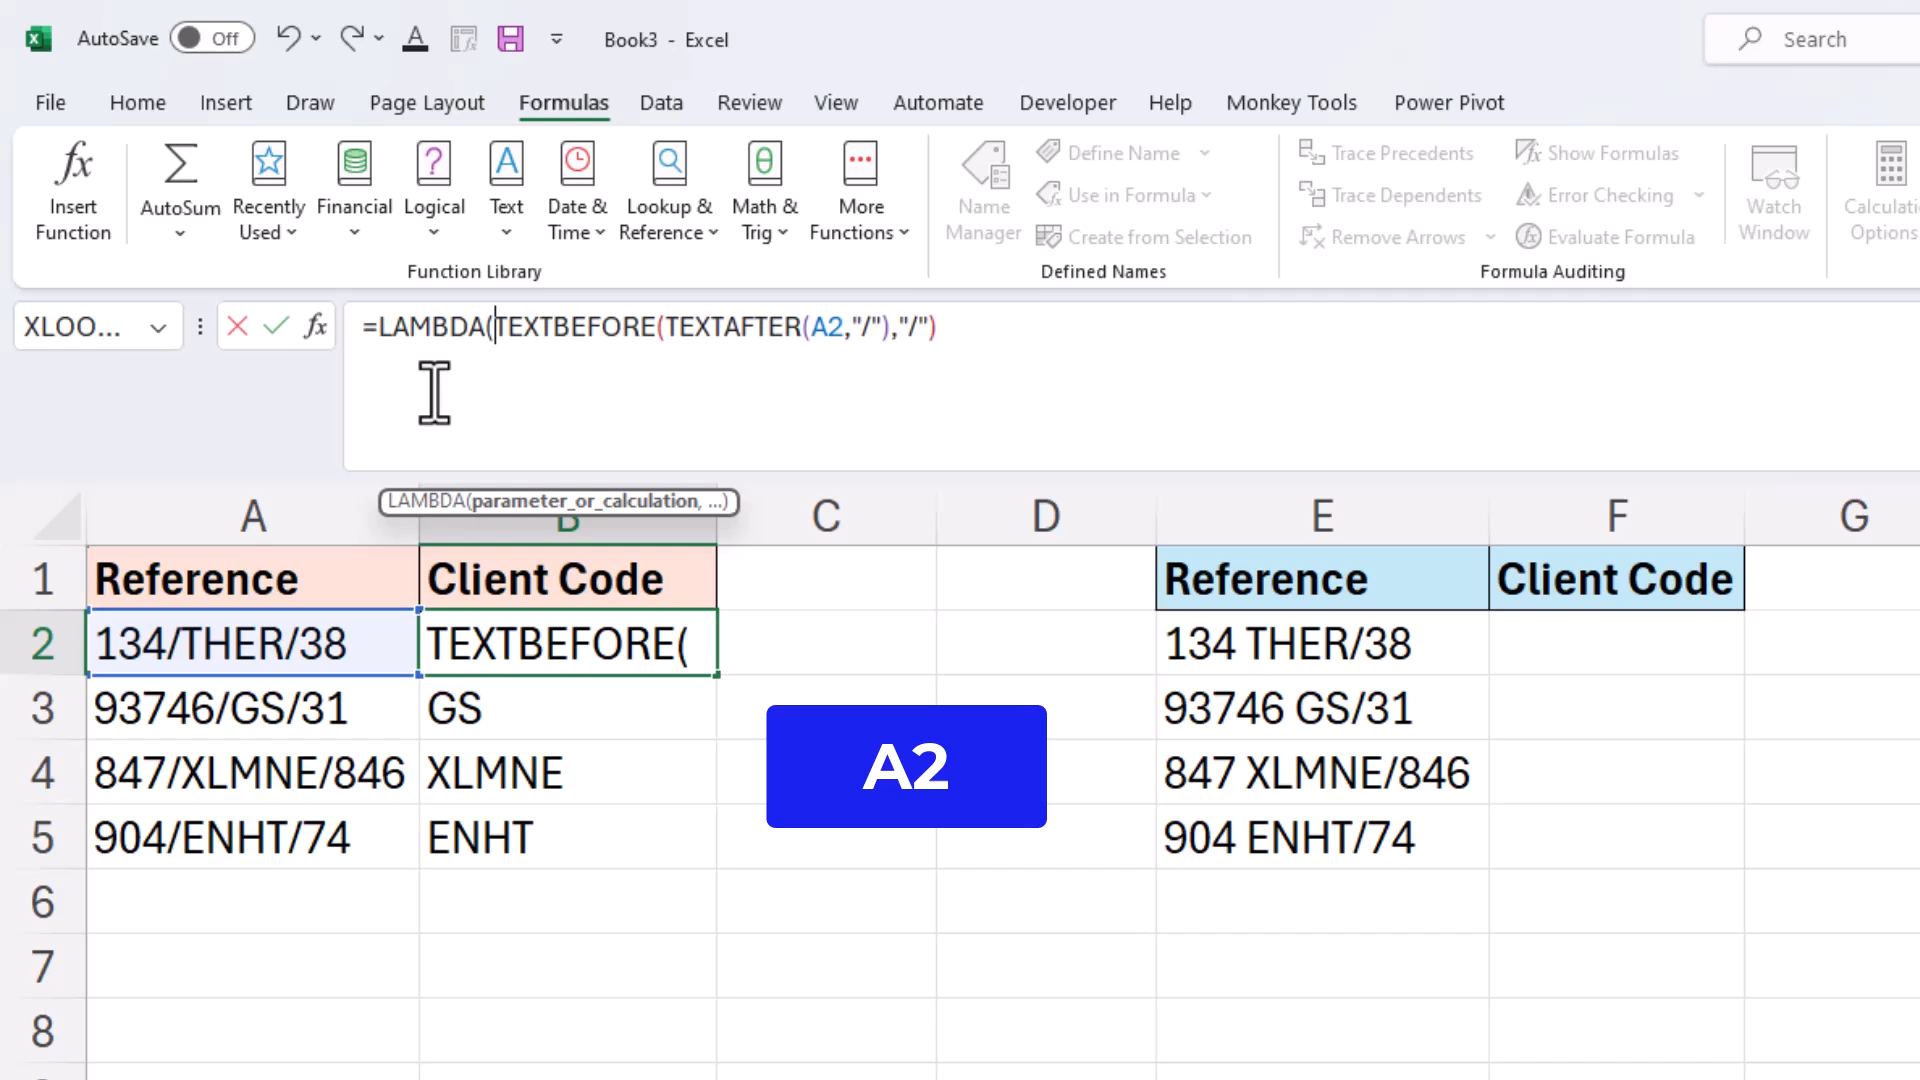 AutoSave Off Book3 - Excel Search
File Home Insert Draw Page Layout Formulas Data Review View Automate Developer Help Monkey Tools Power Pivot
Insert Function
AutoSum
Recently Used
Financial
Logical
Text
Date & Time
Lookup & Reference
Math & Trig
More Functions
Function Library
Name Manager
Define Name
Use in Formula
Create from Selection
Defined Names
Trace Precedents
Trace Dependents
Remove Arrows
Show Formulas
Error Checking
Evaluate Formula
Formula Auditing
Watch Window
Calculati
Options
XLOO... fx =LAMBDA(TEXTBEFORE(TEXTAFTER(A2,"/"),"/")
LAMBDA(parameter_or_calculation, ...)
A B C D E F G
1 Reference Client Code Reference Client Code
2 134/THER/38 TEXTBEFORE( 134 THER/38
3 93746/GS/31 GS 93746 GS/31
A2
4 847/XLMNE/846 XLMNE 847 XLMNE/846
5 904/ENHT/74 ENHT 904 ENHT/74
6
7
8